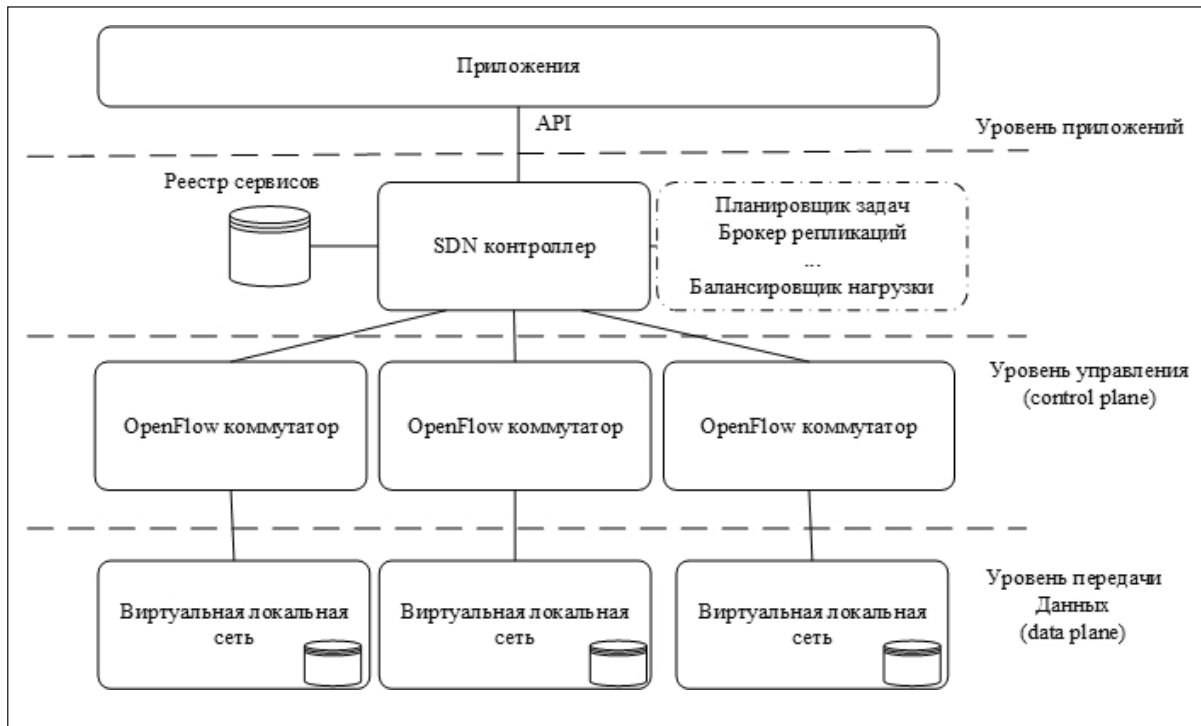 Приложения
API
Уровень приложений
Реестр сервисов
SDN контроллер
Планировщик задач
Брокер репликаций
...
Балансировщик нагрузки
Уровень управления
(control plane)
OpenFlow коммутатор
OpenFlow коммутатор
OpenFlow коммутатор
Уровень передачи
Данных
(data plane)
Виртуальная локальная
сеть
Виртуальная локальная
сеть
Виртуальная локальная
сеть